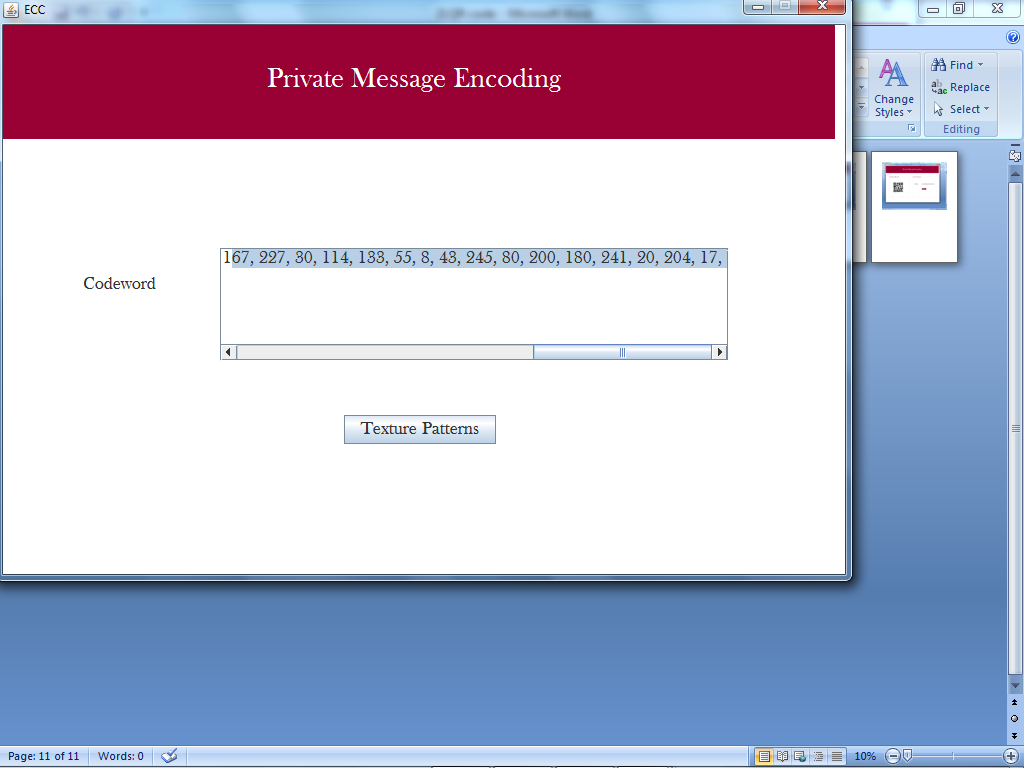 ECC
Private Message Encoding
Codeword
167, 227, 30, 114, 133, 55, 8, 43, 245, 80, 200, 180, 241, 20, 204, 17,
Texture Patterns
Change
Styles
Find
Replace
Select
Editing
Page: 11 of 11
Words: 0
10%